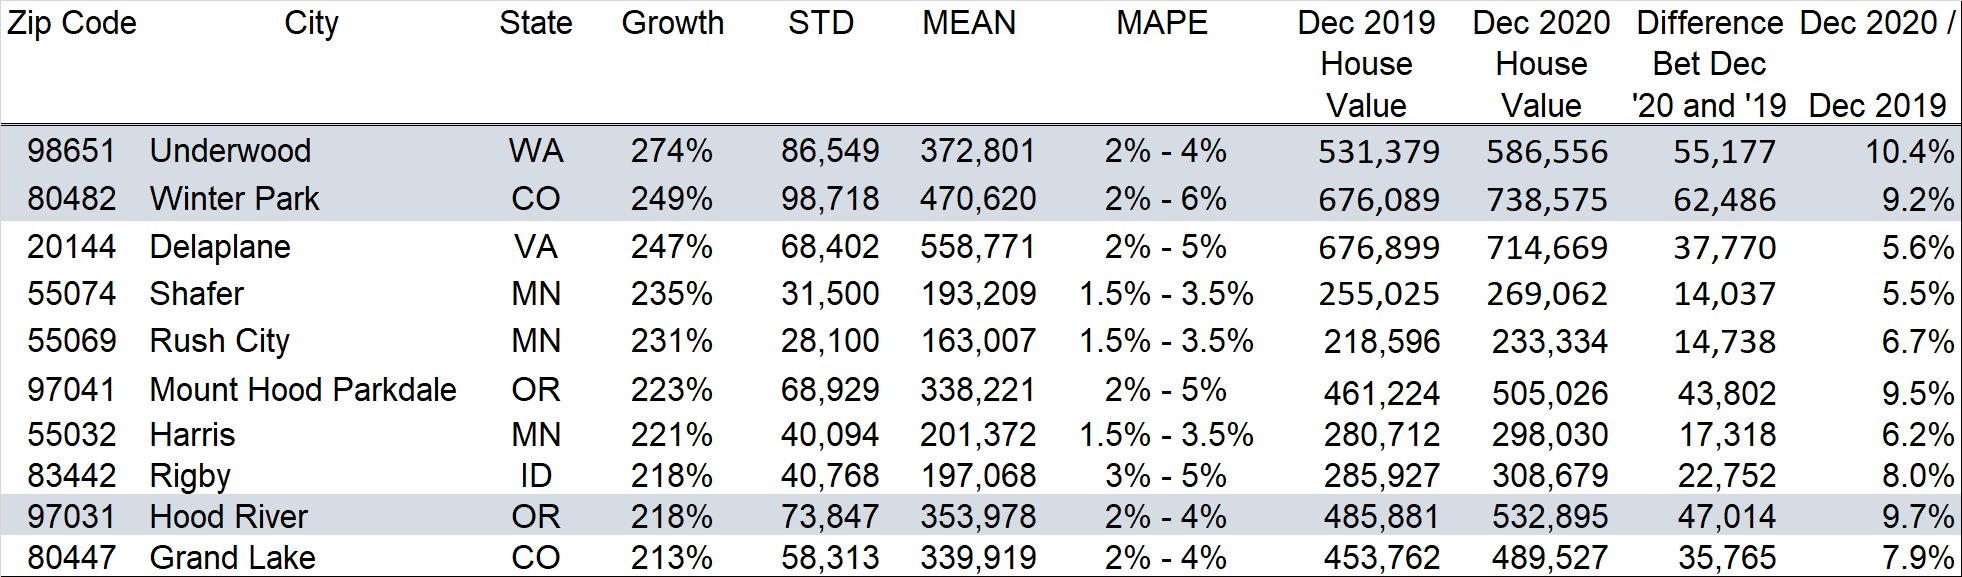 Zip Code City State Growth STD MEAN MAPE Dec 2019 Dec 2020 Difference Dec 2020 /
House House Bet Dec
Value Value '20 and '19 Dec 2019
98651 Underwood WA 274% 86,549 372,801 2% - 4% 531,379 586,556 55,177 10.4%
80482 Winter Park CO 249% 98,718 470,620 2% - 6% 676,089 738,575 62,486 9.2%
20144 Delaplane VA 247% 68,402 558,771 2% - 5% 676,899 714,669 37,770 5.6%
55074 Shafer MN 235% 31,500 193,209 1.5% - 3.5% 255,025 269,062 14,037 5.5%
55069 Rush City MN 231% 28,100 163,007 1.5% - 3.5% 218,596 233,334 14,738 6.7%
97041 Mount Hood Parkdale OR 223% 68,929 338,221 2% - 5% 461,224 505,026 43,802 9.5%
55032 Harris MN 221% 40,094 201,372 1.5% - 3.5% 280,712 298,030 17,318 6.2%
83442 Rigby ID 218% 40,768 197,068 3% - 5% 285,927 308,679 22,752 8.0%
97031 Hood River OR 218% 73,847 353,978 2% - 4% 485,881 532,895 47,014 9.7%
80447 Grand Lake CO 213% 58,313 339,919 2% - 4% 453,762 489,527 35,765 7.9%